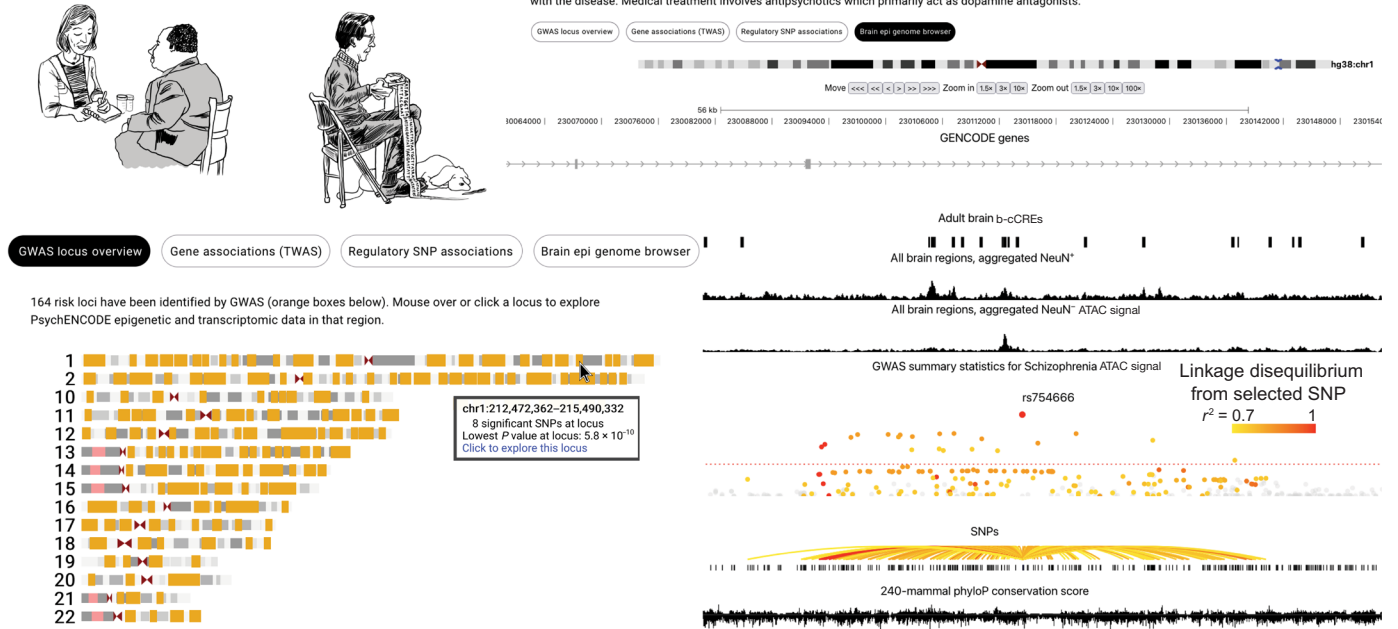 with the disease. Medical treatment involves antipsychotics which primarily act as dopamine antagonists.
GWAS locus overview
Gene associations (TWAS)
Regulatory SNP associations
Brain epi genome browser
hg38:chr1
Move <<< << < > >> >>> Zoom in 1.5× 3× 10× Zoom out 1.5× 3× 10× 100×
56 kb
230070000 230076000 230082000 230088000 230094000 230100000 230106000 230112000 230118000 230124000 230130000 230136000 230142000 230148000
GENCODE genes
Adult brain b-cCREs
All brain regions, aggregated NeuN⁺
All brain regions, aggregated NeuN⁻ ATAC signal
GWAS summary statistics for Schizophrenia ATAC signal
Linkage disequilibrium
from selected SNP
r² = 0.7 1
rs754666
SNPs
240-mammal phyloP conservation score
GWAS locus overview
Gene associations (TWAS)
Regulatory SNP associations
Brain epi genome browser
164 risk loci have been identified by GWAS (orange boxes below). Mouse over or click a locus to explore
PsychENCODE epigenetic and transcriptomic data in that region.
1
2
10
11
12
13
14
15
16
17
18
19
20
21
22
chr1:212,472,362–215,490,332
8 significant SNPs at locus
Lowest P value at locus: 5.8 × 10⁻¹⁰
Click to explore this locus